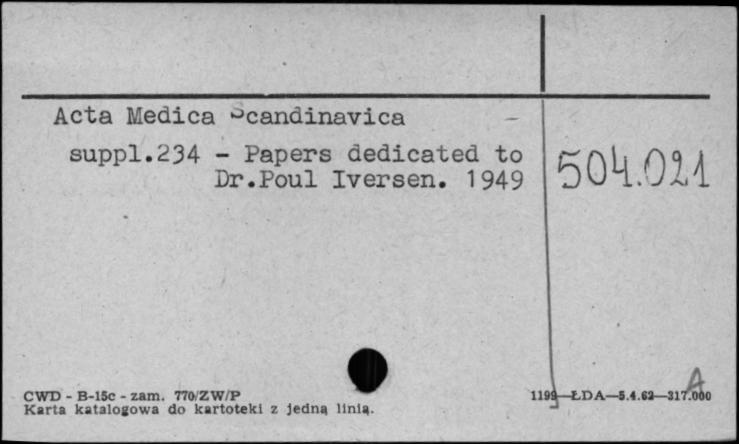 Acta Medica Scandinavica
suppl.234 - Papers dedicated to 504.021
Dr.Poul Iversen. 1949
A
CWD - B-15c - zam. 770/ZW/P 1199—ŁDA—5.4.62—317.000
Karta katalogowa do kartoteki z jedną linią.